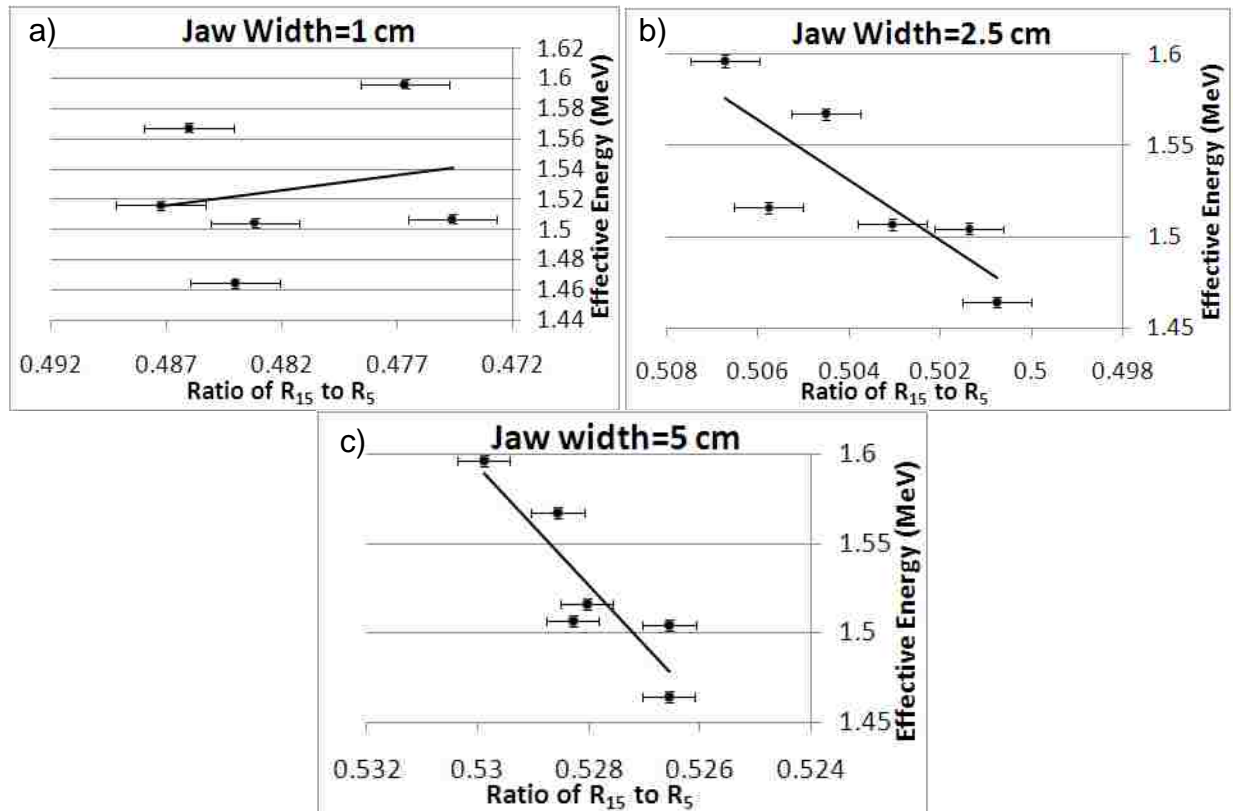 a)
Jaw Width=1 cm
1.62
1.6
1.58
1.56
1.54
1.52
1.5
1.48
1.46
1.44
Effective Energy (MeV)
0.492
0.487
0.482
0.477
0.472
Ratio of R15 to R5
b)
Jaw Width=2.5 cm
1.6
1.55
1.5
1.45
Effective Energy (MeV)
0.508
0.506
0.504
0.502
0.5
0.498
Ratio of R15 to R5
c)
Jaw width=5 cm
1.6
1.55
1.5
1.45
Effective Energy (MeV)
0.532
0.53
0.528
0.526
0.524
Ratio of R15 to R5